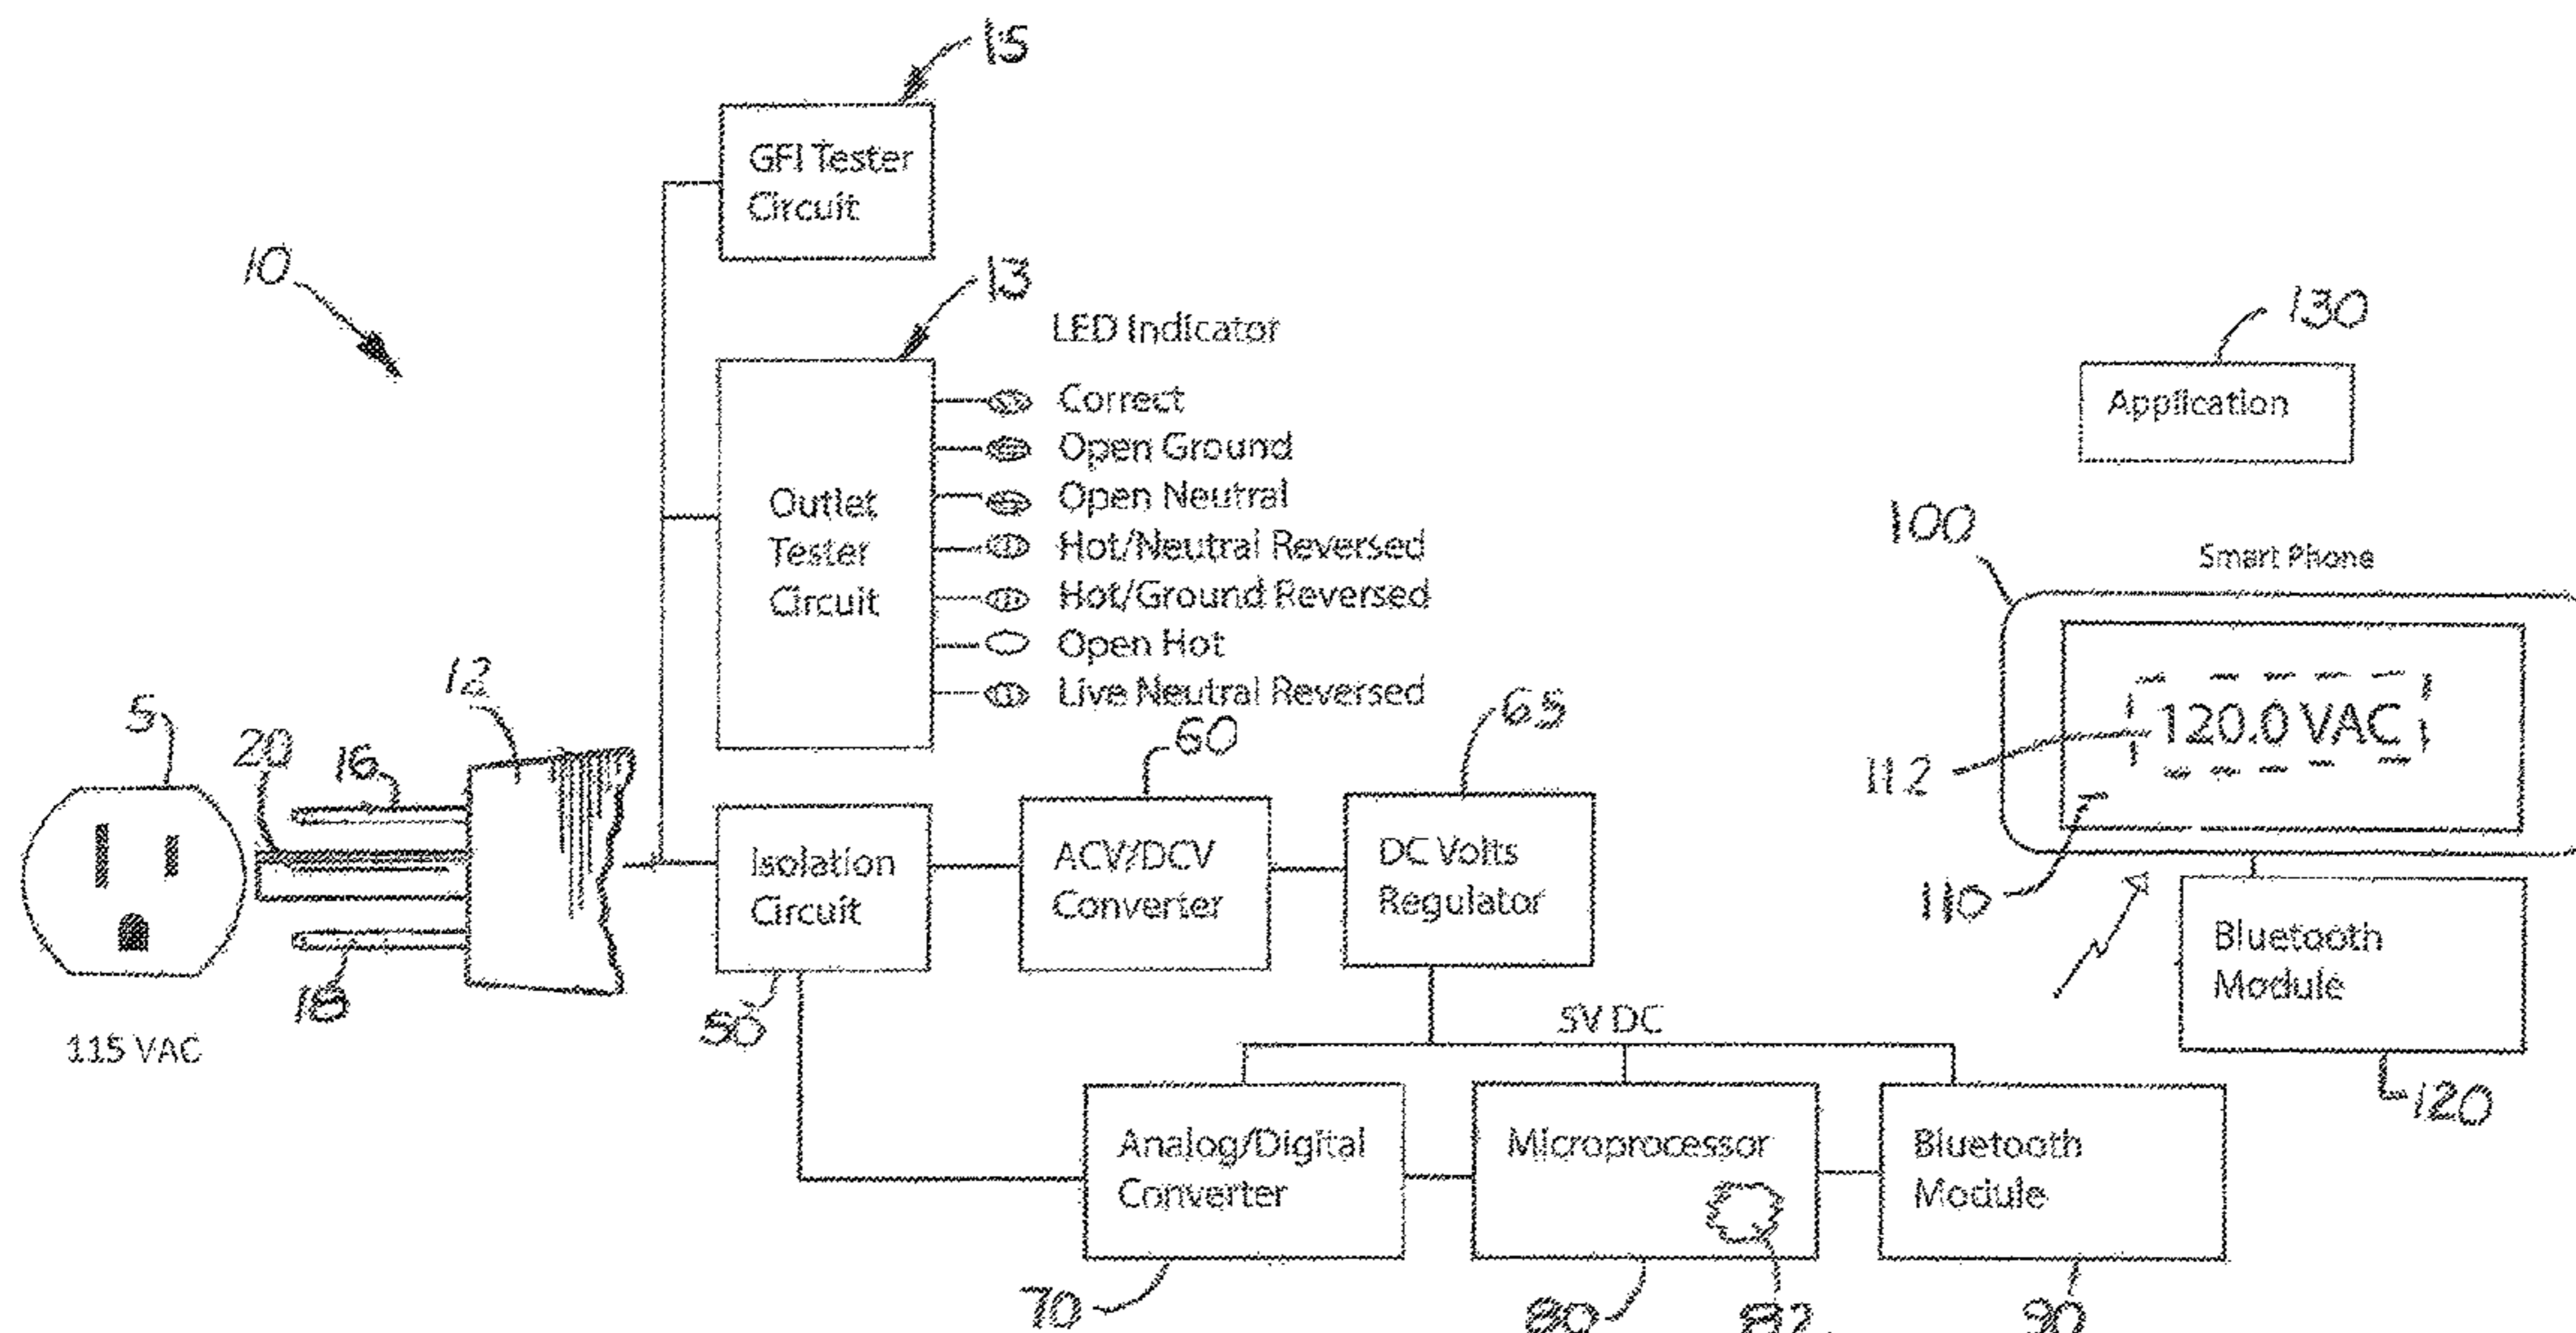 15
GFI Tester
Circuit
10
13
LED Indicator
130
Correct
Application
Open Ground
Open Neutral
Outlet
Tester
Circuit
100
Hot/Neutral Reversed
Smart Phone
Hot/Ground Reversed
Open Hot
Live Neutral Reversed
12
5
20
16
60
65
120.0 VAC
112
Isolation
Circuit
ACV/DCV
Converter
DC Volts
Regulator
110
Bluetooth
Module
18
50
115 VAC
5V DC
120
Analog/Digital
Converter
Microprocessor
Bluetooth
Module
70
80
82
90